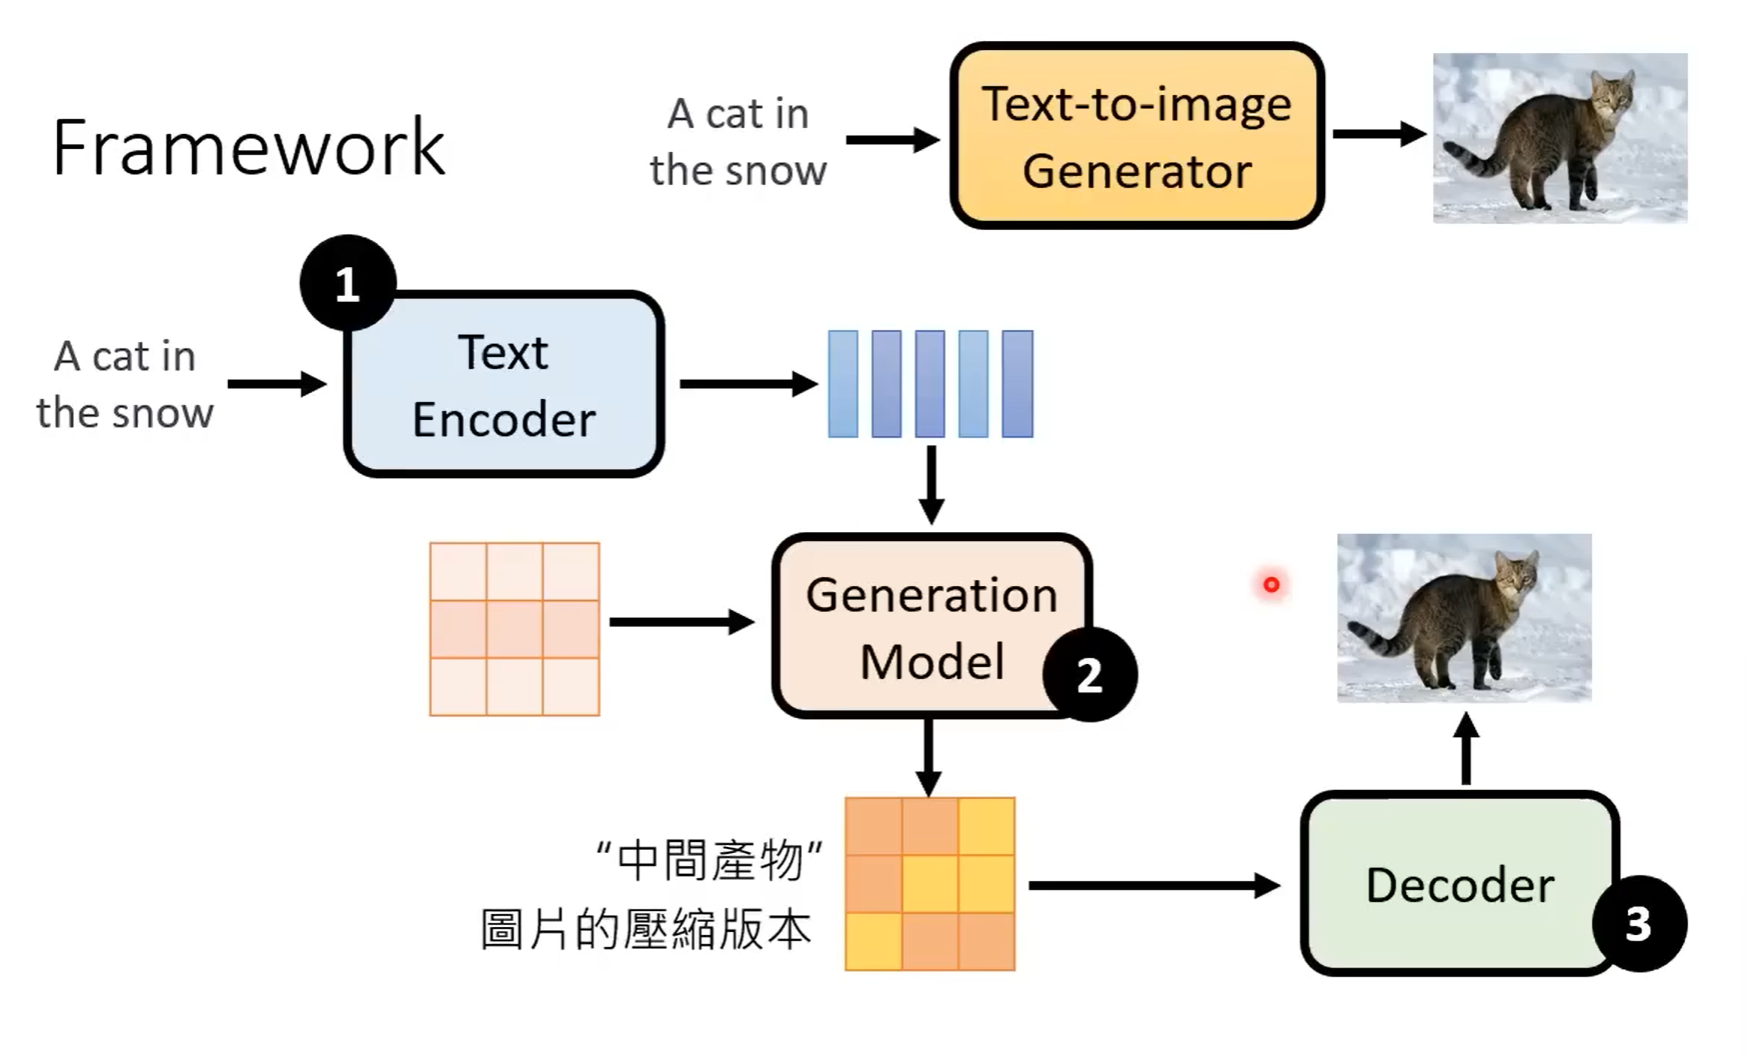 Framework
A cat in
the snow
Text-to-image
Generator
1
A cat in
the snow
Text
Encoder
Generation
Model
2
“中間產物”
圖片的壓縮版本
Decoder
3